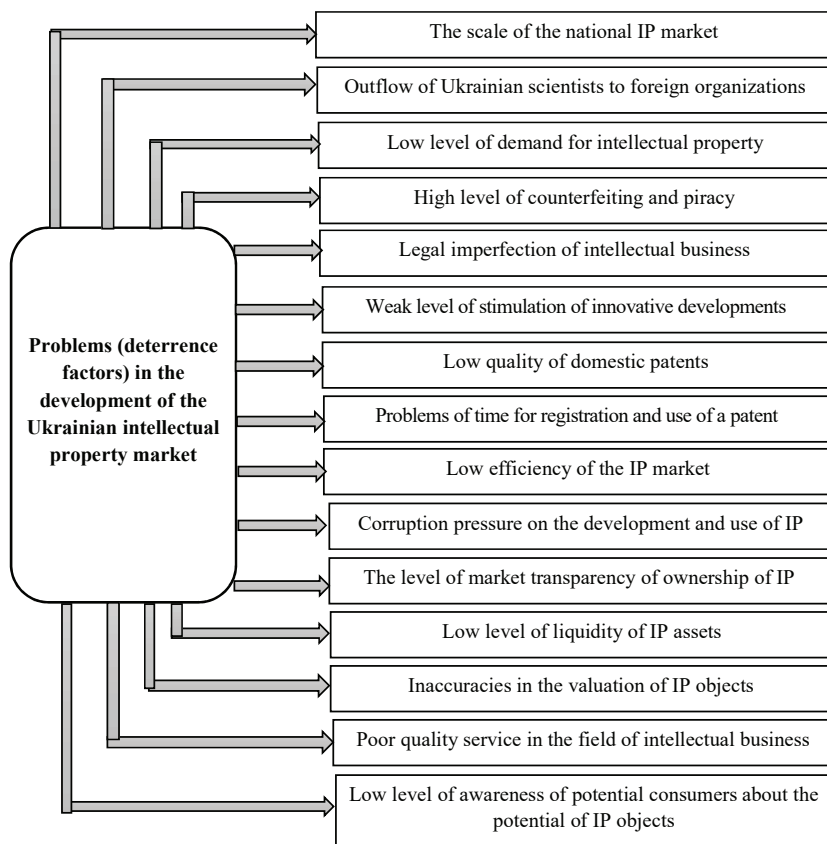 The scale of the national IP market
Outflow of Ukrainian scientists to foreign organizations
Low level of demand for intellectual property
High level of counterfeiting and piracy
Legal imperfection of intellectual business
Weak level of stimulation of innovative developments
Problems (deterrence
factors) in the
development of the
Ukrainian intellectual
property market
Low quality of domestic patents
Problems of time for registration and use of a patent
Low efficiency of the IP market
Corruption pressure on the development and use of IP
The level of market transparency of ownership of IP
Low level of liquidity of IP assets
Inaccuracies in the valuation of IP objects
Poor quality service in the field of intellectual business
Low level of awareness of potential consumers about the
potential of IP objects